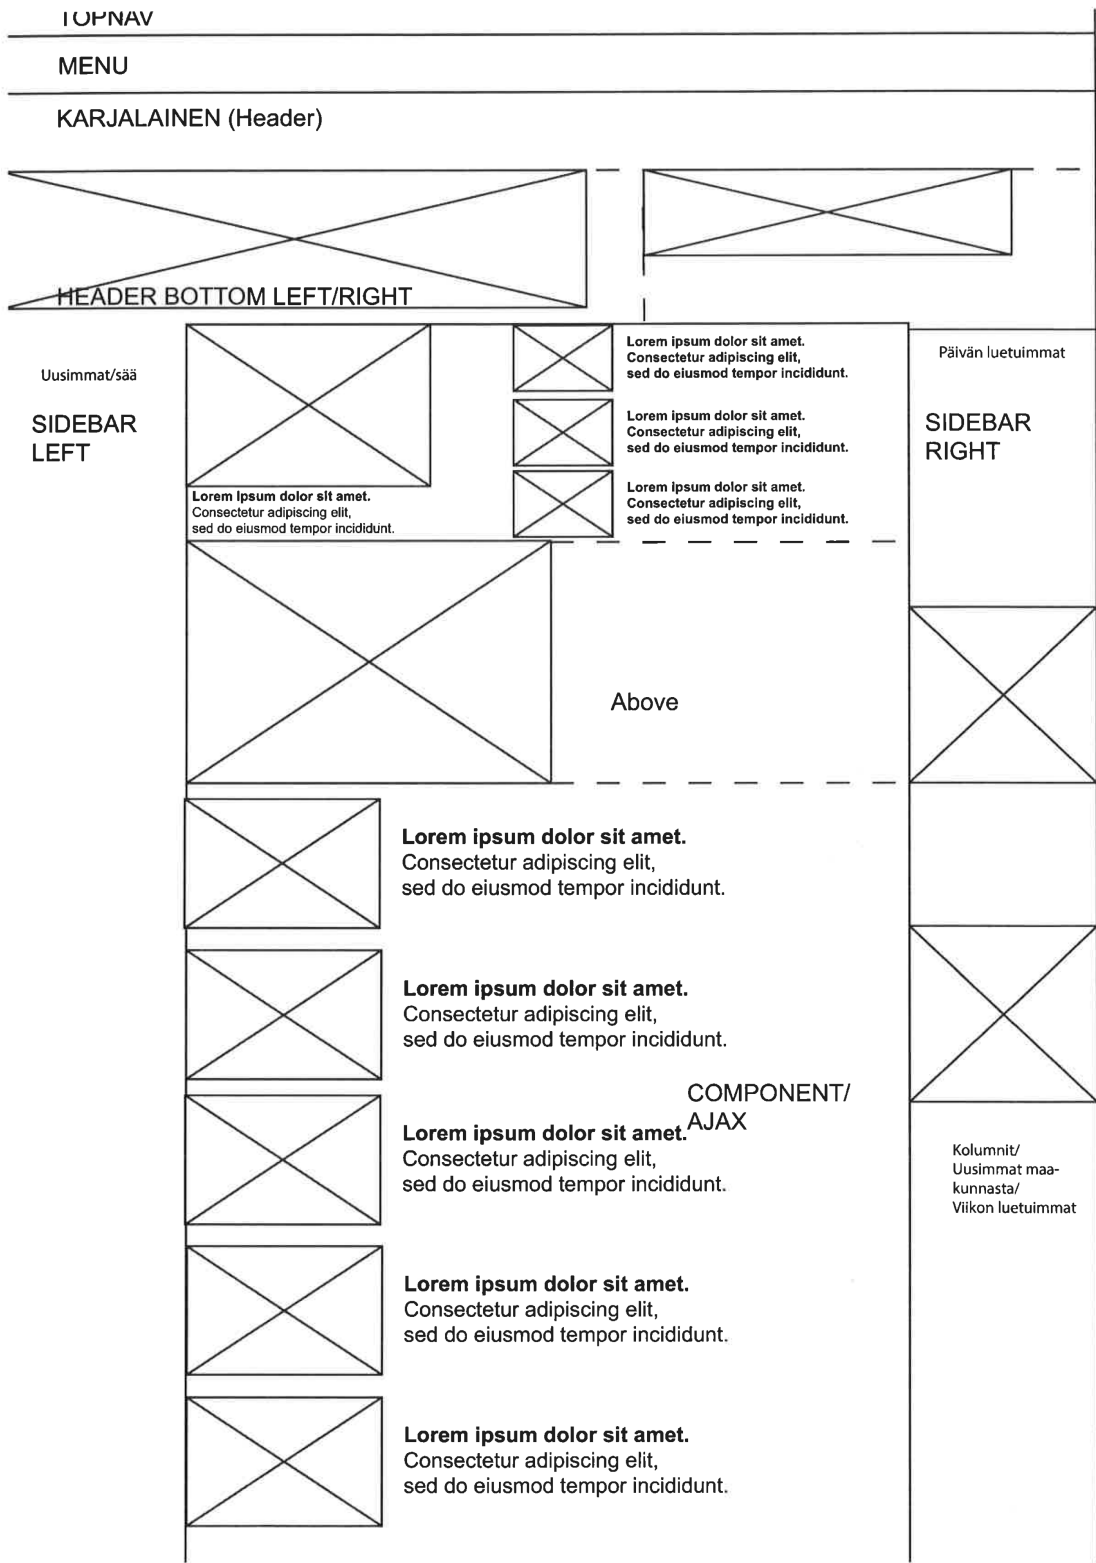 TOPNAV
MENU
KARJALAINEN (Header)
HEADER BOTTOM LEFT/RIGHT
Uusimmat/sää
SIDEBAR
LEFT
Lorem ipsum dolor sit amet.
Consectetur adipiscing elit,
sed do eiusmod tempor incididunt.
Lorem ipsum dolor sit amet.
Consectetur adipiscing elit,
sed do eiusmod tempor incididunt.
Lorem ipsum dolor sit amet.
Consectetur adipiscing elit,
sed do eiusmod tempor incididunt.
Lorem ipsum dolor sit amet.
Consectetur adipiscing elit,
sed do eiusmod tempor incididunt.
Päivän luetuimmat
SIDEBAR
RIGHT
Above
Lorem ipsum dolor sit amet.
Consectetur adipiscing elit,
sed do eiusmod tempor incididunt.
Lorem ipsum dolor sit amet.
Consectetur adipiscing elit,
sed do eiusmod tempor incididunt.
COMPONENT/
AJAX
Lorem ipsum dolor sit amet.
Consectetur adipiscing elit,
sed do eiusmod tempor incididunt.
Lorem ipsum dolor sit amet.
Consectetur adipiscing elit,
sed do eiusmod tempor incididunt.
Lorem ipsum dolor sit amet.
Consectetur adipiscing elit,
sed do eiusmod tempor incididunt.
Kolumnit/
Uusimmat maa-
kunnasta/
Viikon luetuimmat